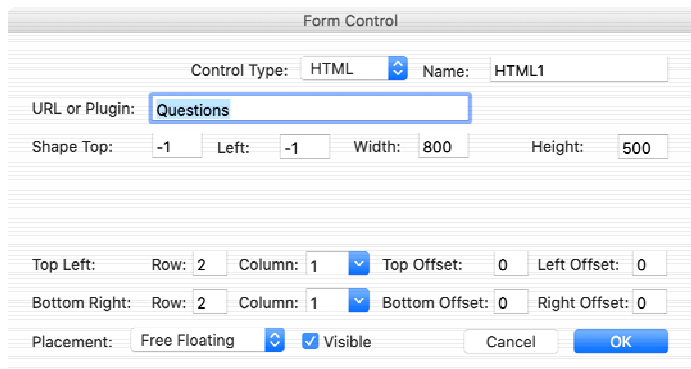 Form Control
Control Type: HTML Name: HTML1
URL or Plugin: Questions
Shape Top: -1 Left: -1 Width: 800 Height: 500
Top Left: Row: 2 Column: 1 Top Offset: 0 Left Offset: 0
Bottom Right: Row: 2 Column: 1 Bottom Offset: 0 Right Offset: 0
Placement: Free Floating Visible Cancel OK